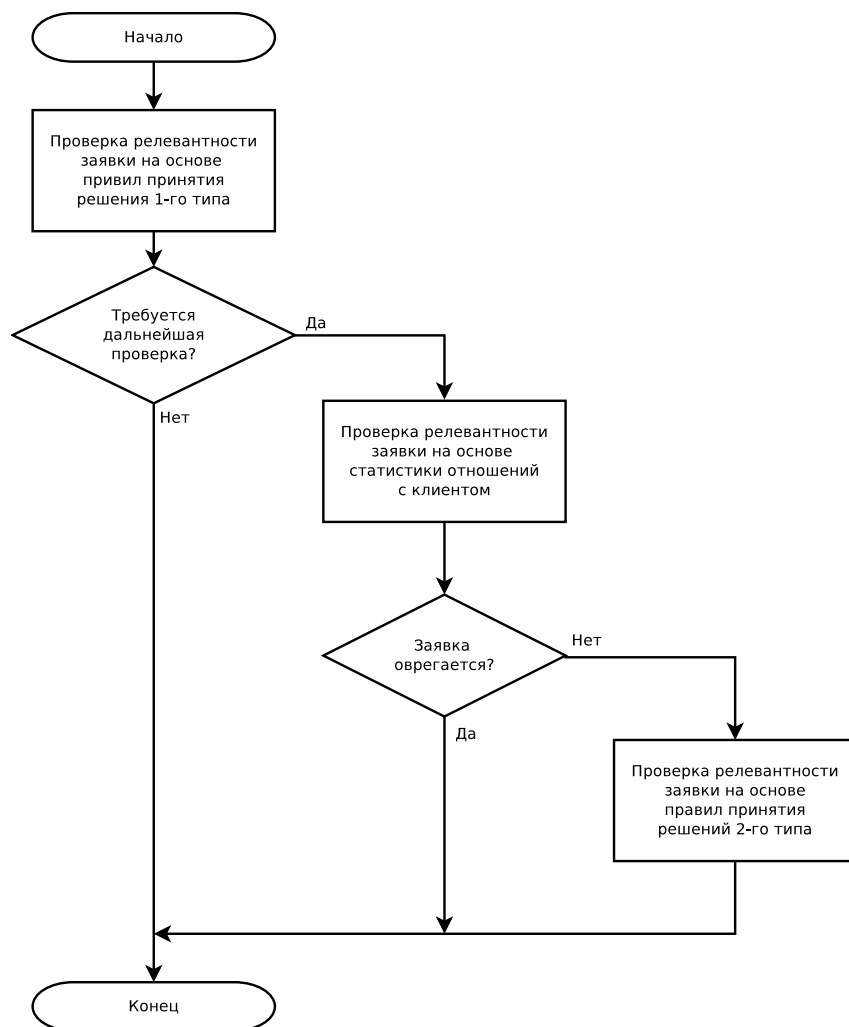 Начало
Проверка релевантности
заявки на основе
привил принятия
решения 1-го типа
Требуется
дальнейшая
проверка?
Да
Нет
Проверка релевантности
заявки на основе
статистики отношений
с клиентом
Заявка
оврегается?
Нет
Да
Проверка релевантности
заявки на основе
правил принятия
решений 2-го типа
Конец